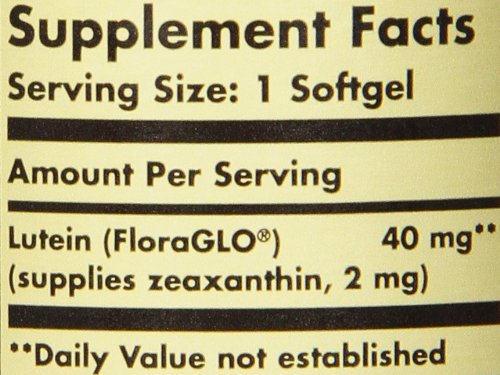 Supplement Facts
Serving Size: 1 Softgel
Amount Per Serving
Lutein (FloraGLO®) 40 mg**
(supplies zeaxanthin, 2 mg)
**Daily Value not established